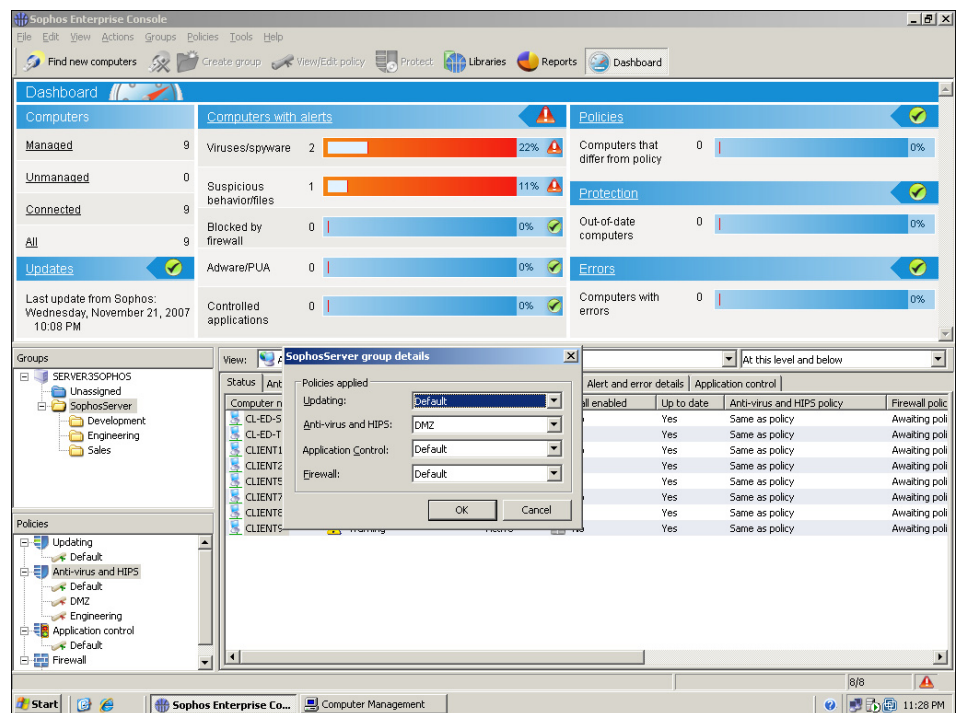 Sophos Enterprise Console
File Edit View Actions Groups Policies Tools Help
Find new computers Create group View/Edit policy Protect Libraries Reports Dashboard
Dashboard
Computers
Managed 9
Unmanaged 0
Connected 9
All 9
Updates
Last update from Sophos:
Wednesday, November 21, 2007
10:08 PM
Computers with alerts
Viruses/spyware 2 22%
Suspicious 1 11%
behavior/files
Blocked by 0 0%
firewall
Adware/PUA 0 0%
Controlled 0 0%
applications
Policies
Computers that 0 0%
differ from policy
Protection
Out-of-date 0 0%
computers
Errors
Computers with 0 0%
errors
Groups
SERVER3SOPHOS
Unassigned
SophosServer
Development
Engineering
Sales
Policies
Updating
Default
Anti-virus and HIPS
Default
DMZ
Engineering
Application control
Default
Firewall
View: At this level and below
Status Alert and error details Application control
Up to date Anti-virus and HIPS policy
Yes Same as policy Awaiting poli
Yes Same as policy Awaiting poli
CLIENT1 Yes Same as policy Awaiting poli
CLIENT2 Yes Same as policy Awaiting poli
Yes Same as policy Awaiting poli
CLIENT7 Yes Same as policy Awaiting poli
Yes Same as policy Awaiting poli
Yes Same as policy Awaiting poli
SophosServer group details
Policies applied
Updating: Default
Anti-virus and HIPS: DMZ
Application Control: Default
Firewall: Default
OK Cancel
8/8
Start Sophos Enterprise Co... Computer Management 11:28 PM